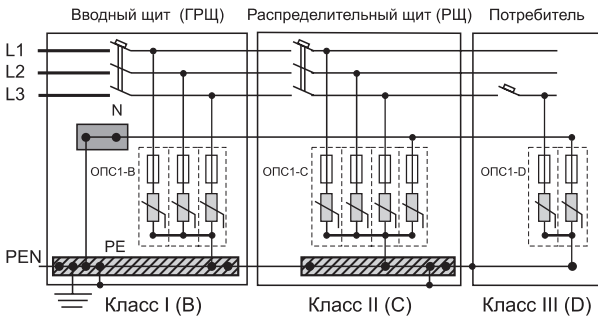 Вводный щит (ГРЩ) Распределительный щит (РЩ) Потребитель
L1
L2
L3
N
ОПС1-B ОПС1-C ОПС1-D
PE
PEN
Класс I (B) Класс II (C) Класс III (D)